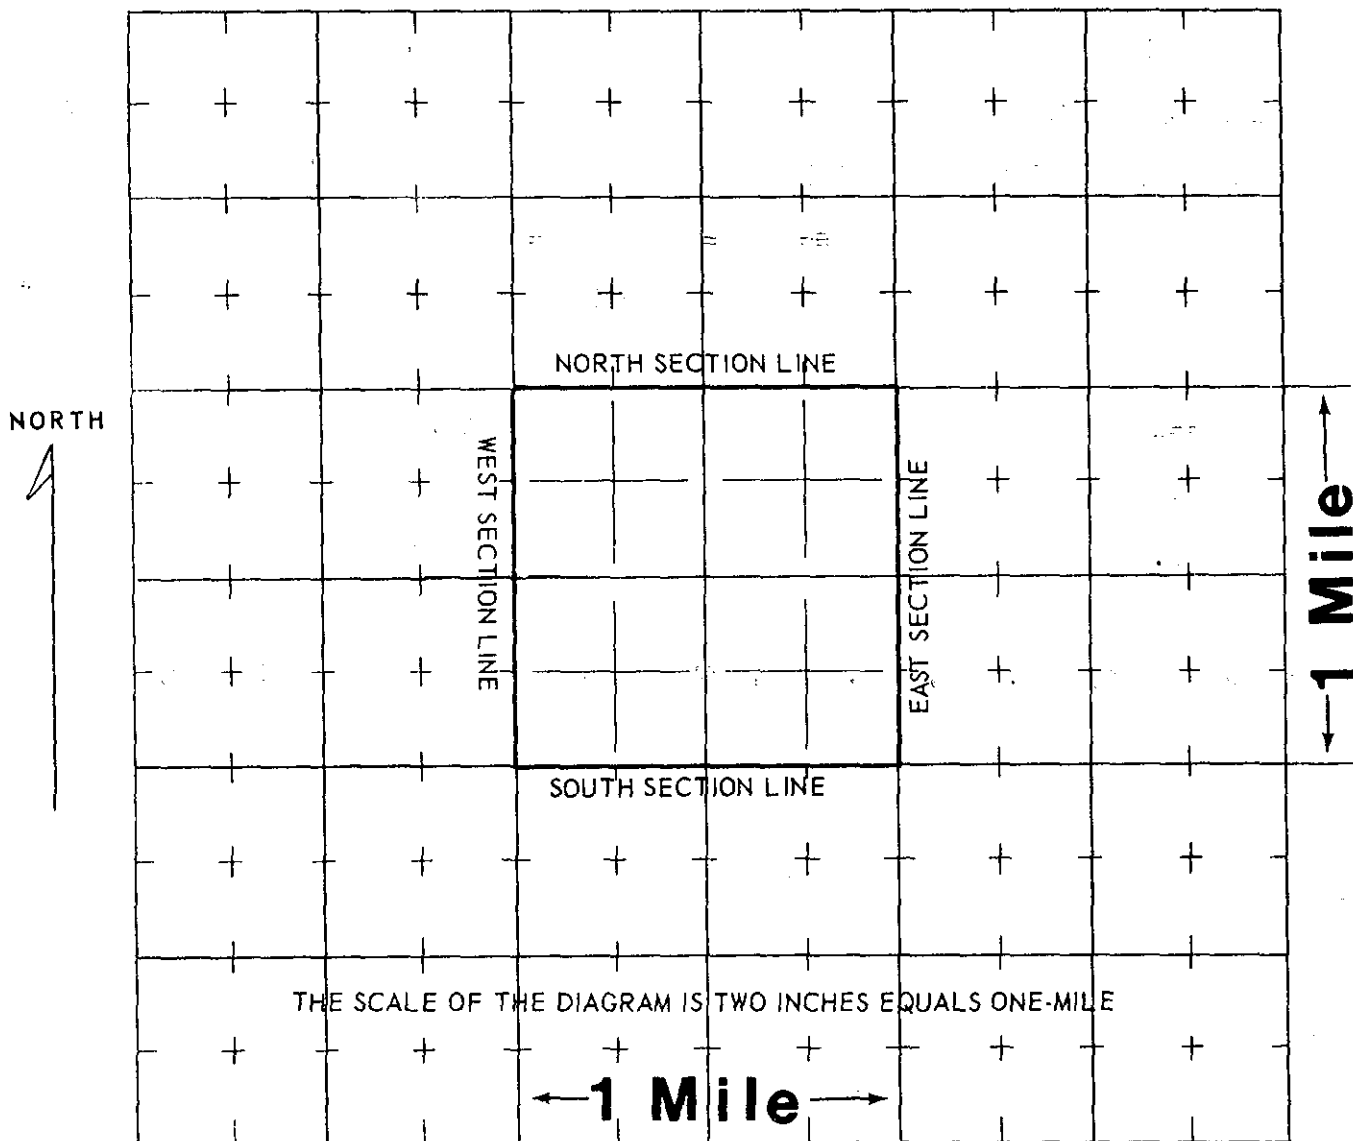 NORTH SECTION LINE
NORTH
WEST SECTION LINE
EAST SECTION LINE
1 Mile
SOUTH SECTION LINE
THE SCALE OF THE DIAGRAM IS TWO INCHES EQUALS ONE-MILE
1 Mile